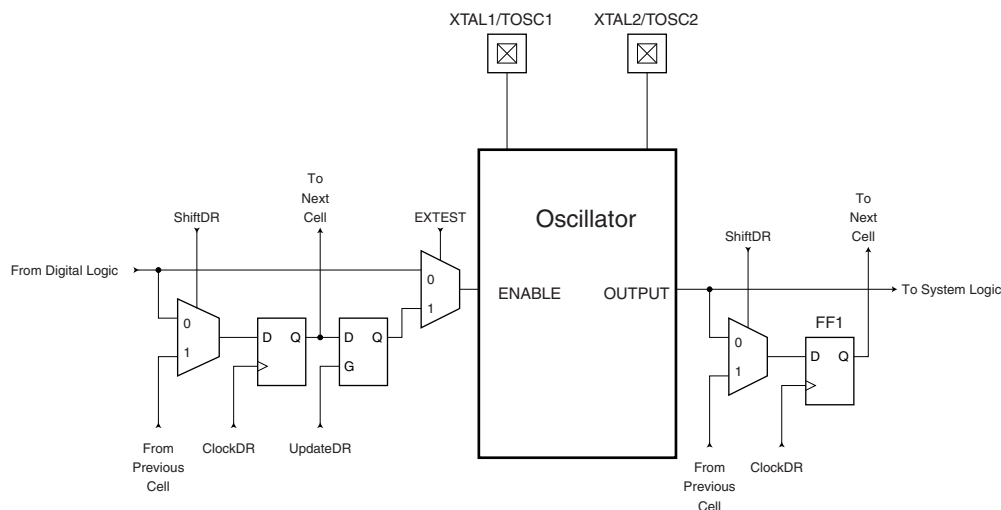 XTAL1/TOSC1
XTAL2/TOSC2
To
Next
Cell
ShiftDR
EXTEST
From Digital Logic
0
1
0
1
D Q
D Q
G
From
Previous
Cell
ClockDR
UpdateDR
Oscillator
ENABLE
OUTPUT
To
Next
Cell
ShiftDR
To System Logic
FF1
0
1
D Q
From
Previous
Cell
ClockDR